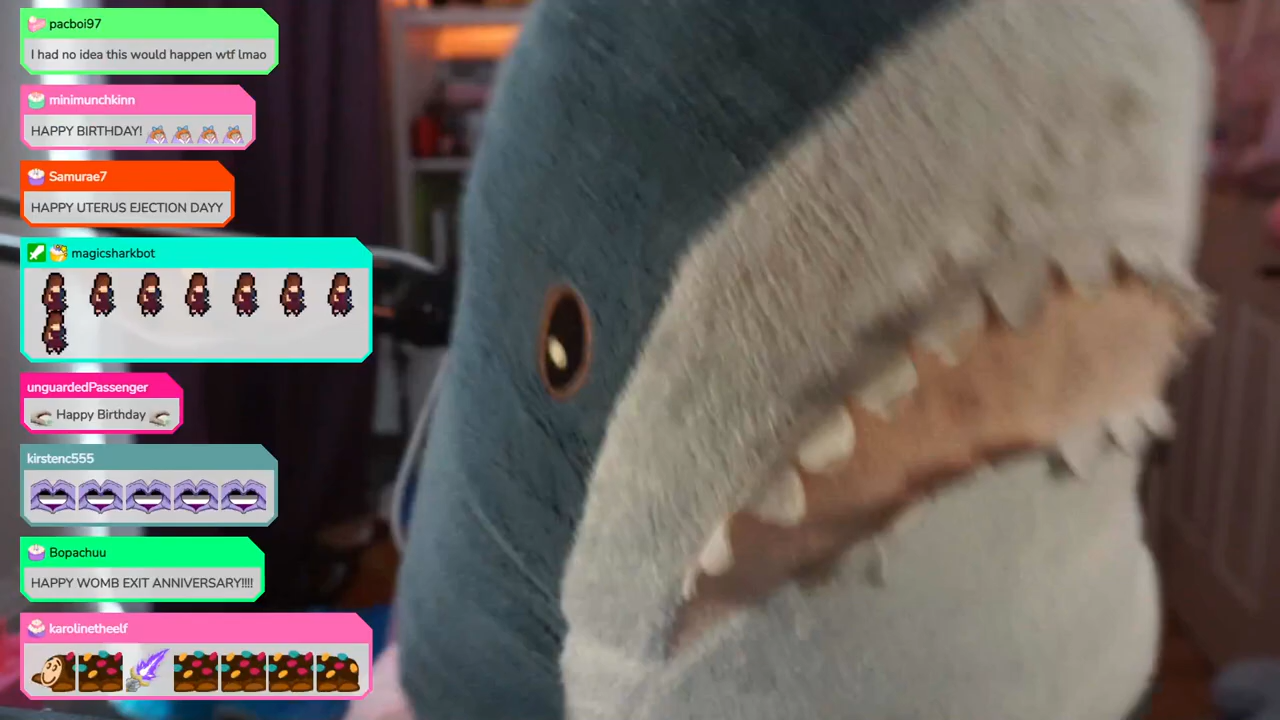 pacboi97
I had no idea this would happen wtf lmao
minimunchkinn
HAPPY BIRTHDAY!
Samurae7
HAPPY UTERUS EJECTION DAYY
magicsharkbot
unguardedPassenger
Happy Birthday
kirstenc555
Bopachuu
HAPPY WOMB EXIT ANNIVERSARY!!!!
karolinetheelf